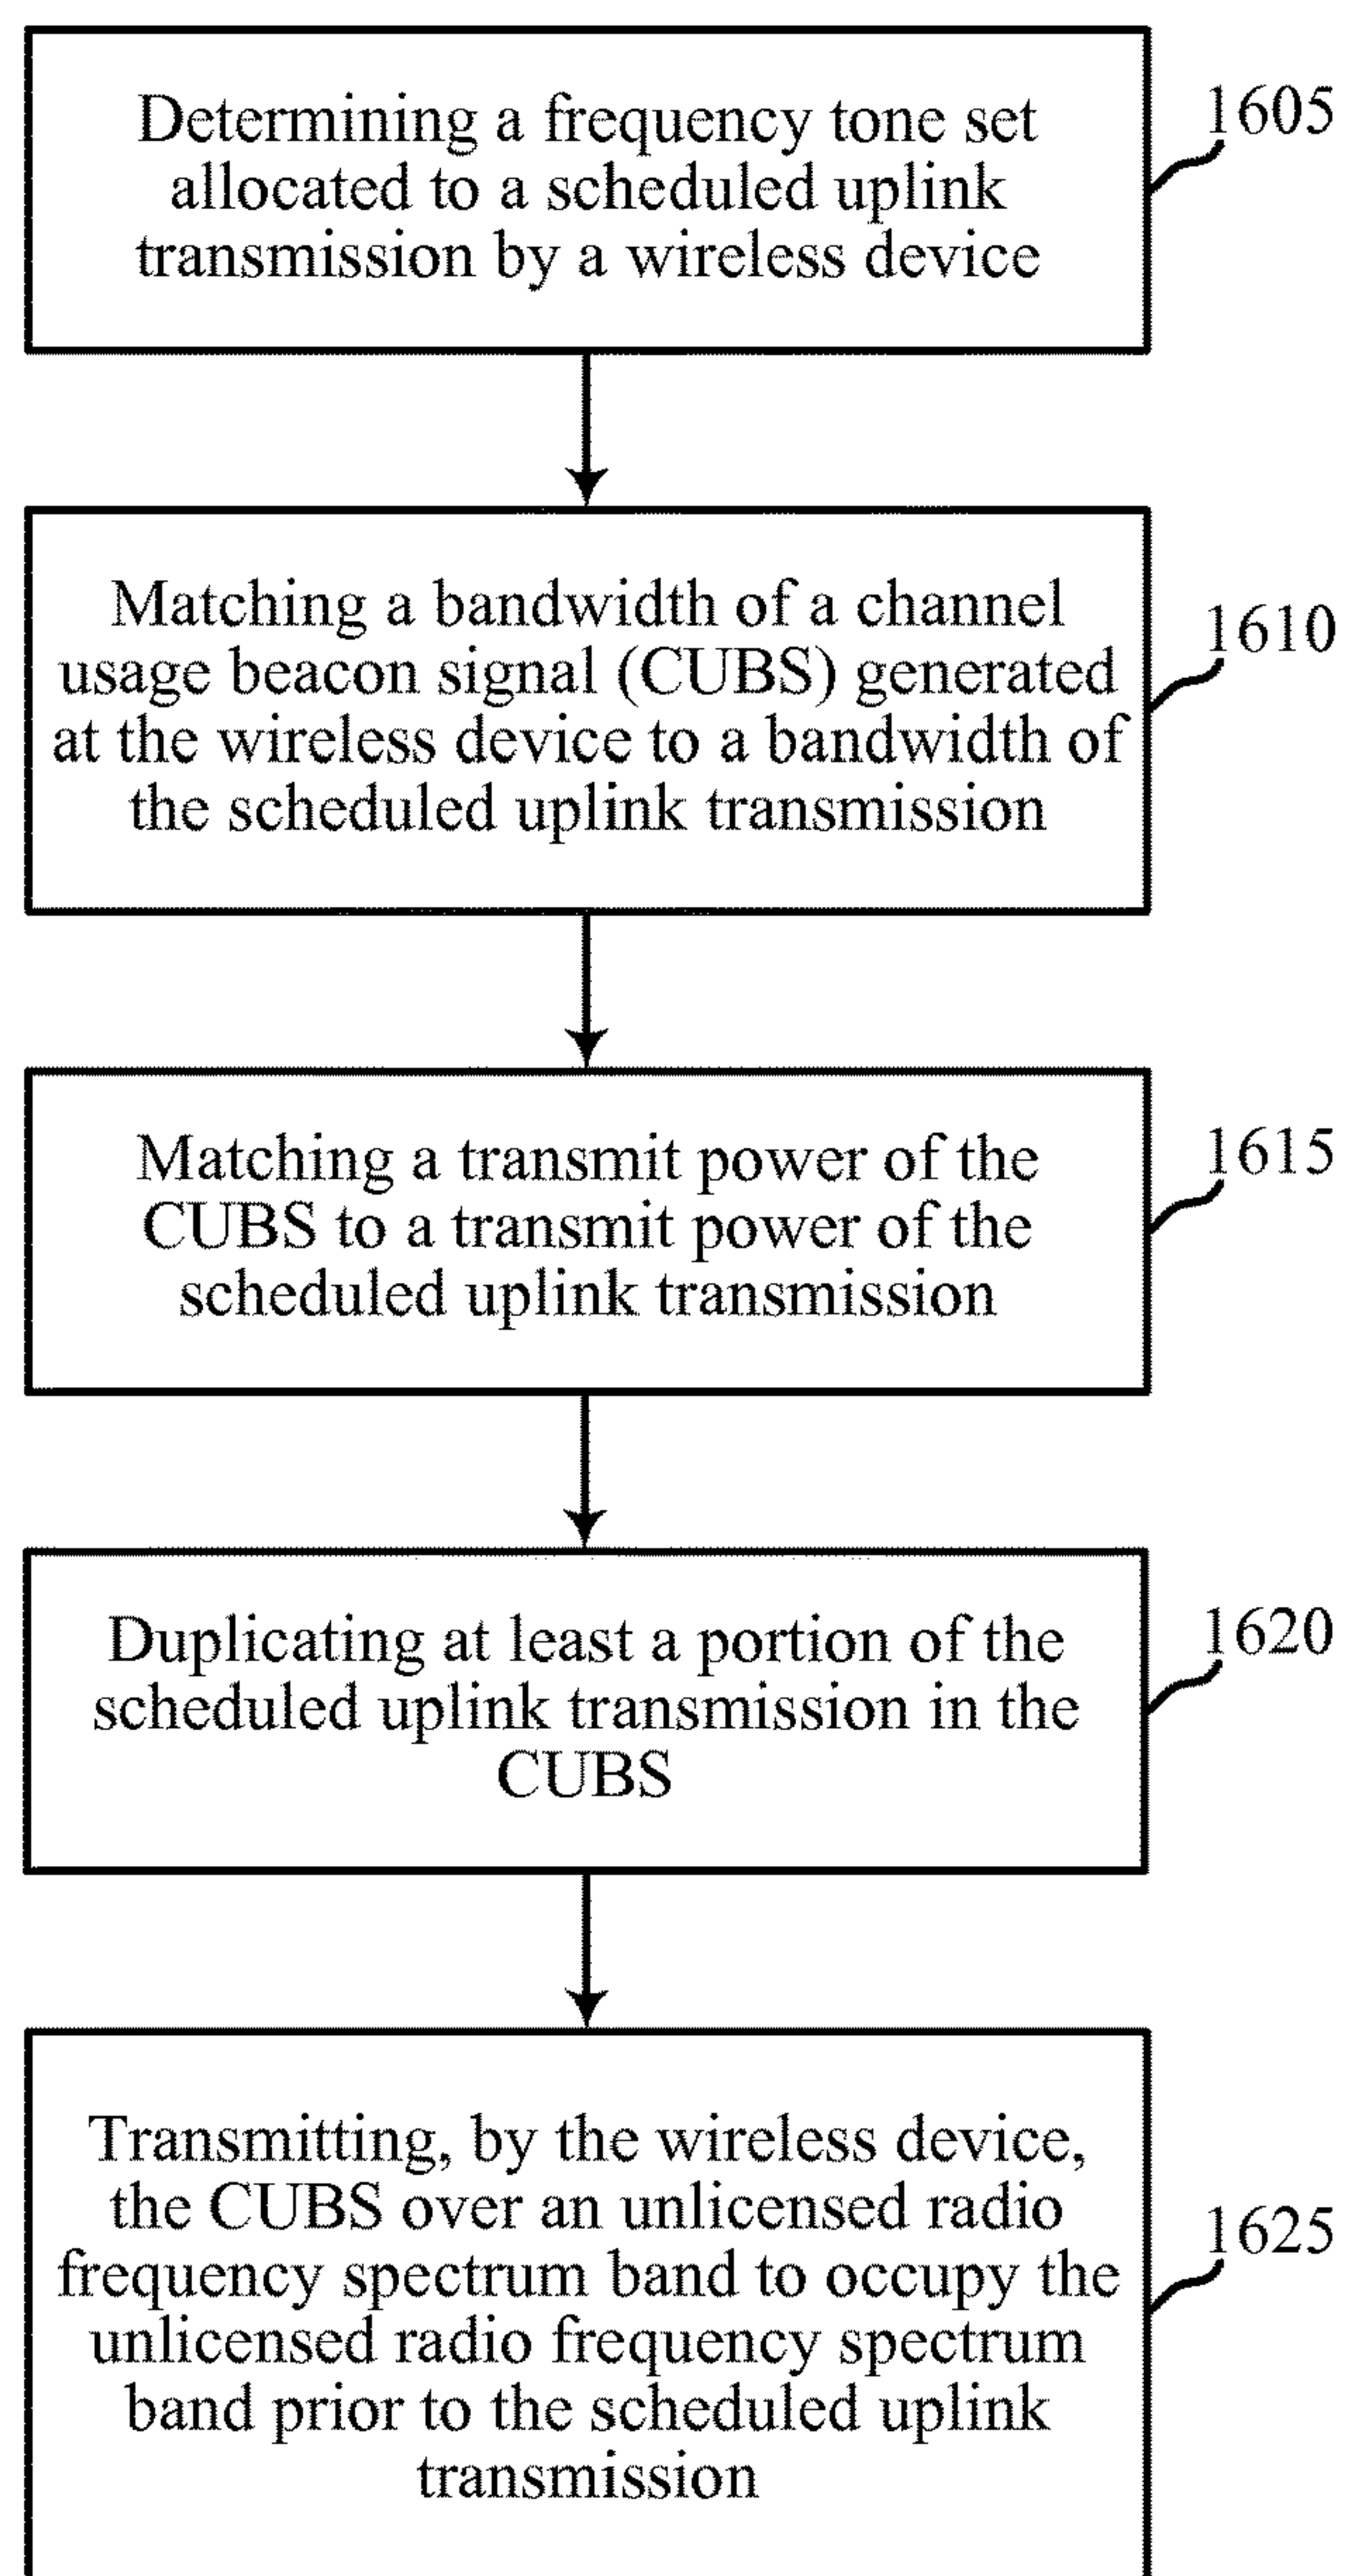 Determining a frequency tone set
allocated to a scheduled uplink
transmission by a wireless device
1605
Matching a bandwidth of a channel
usage beacon signal (CUBS) generated
at the wireless device to a bandwidth of
the scheduled uplink transmission
1610
Matching a transmit power of the
CUBS to a transmit power of the
scheduled uplink transmission
1615
Duplicating at least a portion of the
scheduled uplink transmission in the
CUBS
1620
Transmitting, by the wireless device,
the CUBS over an unlicensed radio
frequency spectrum band to occupy the
unlicensed radio frequency spectrum
band prior to the scheduled uplink
transmission
1625